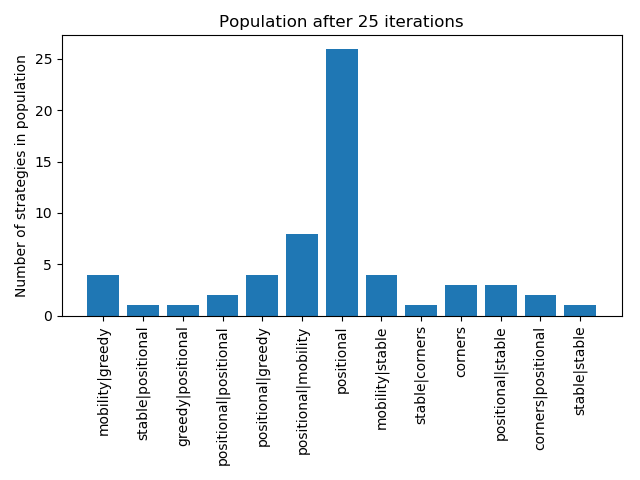 Population after 25 iterations
Number of strategies in population
25
20
15
10
5
0
mobility|greedy
stable|positional
greedy|positional
positional|positional
positional|greedy
positional|mobility
positional
mobility|stable
stable|corners
corners
positional|stable
corners|positional
stable|stable